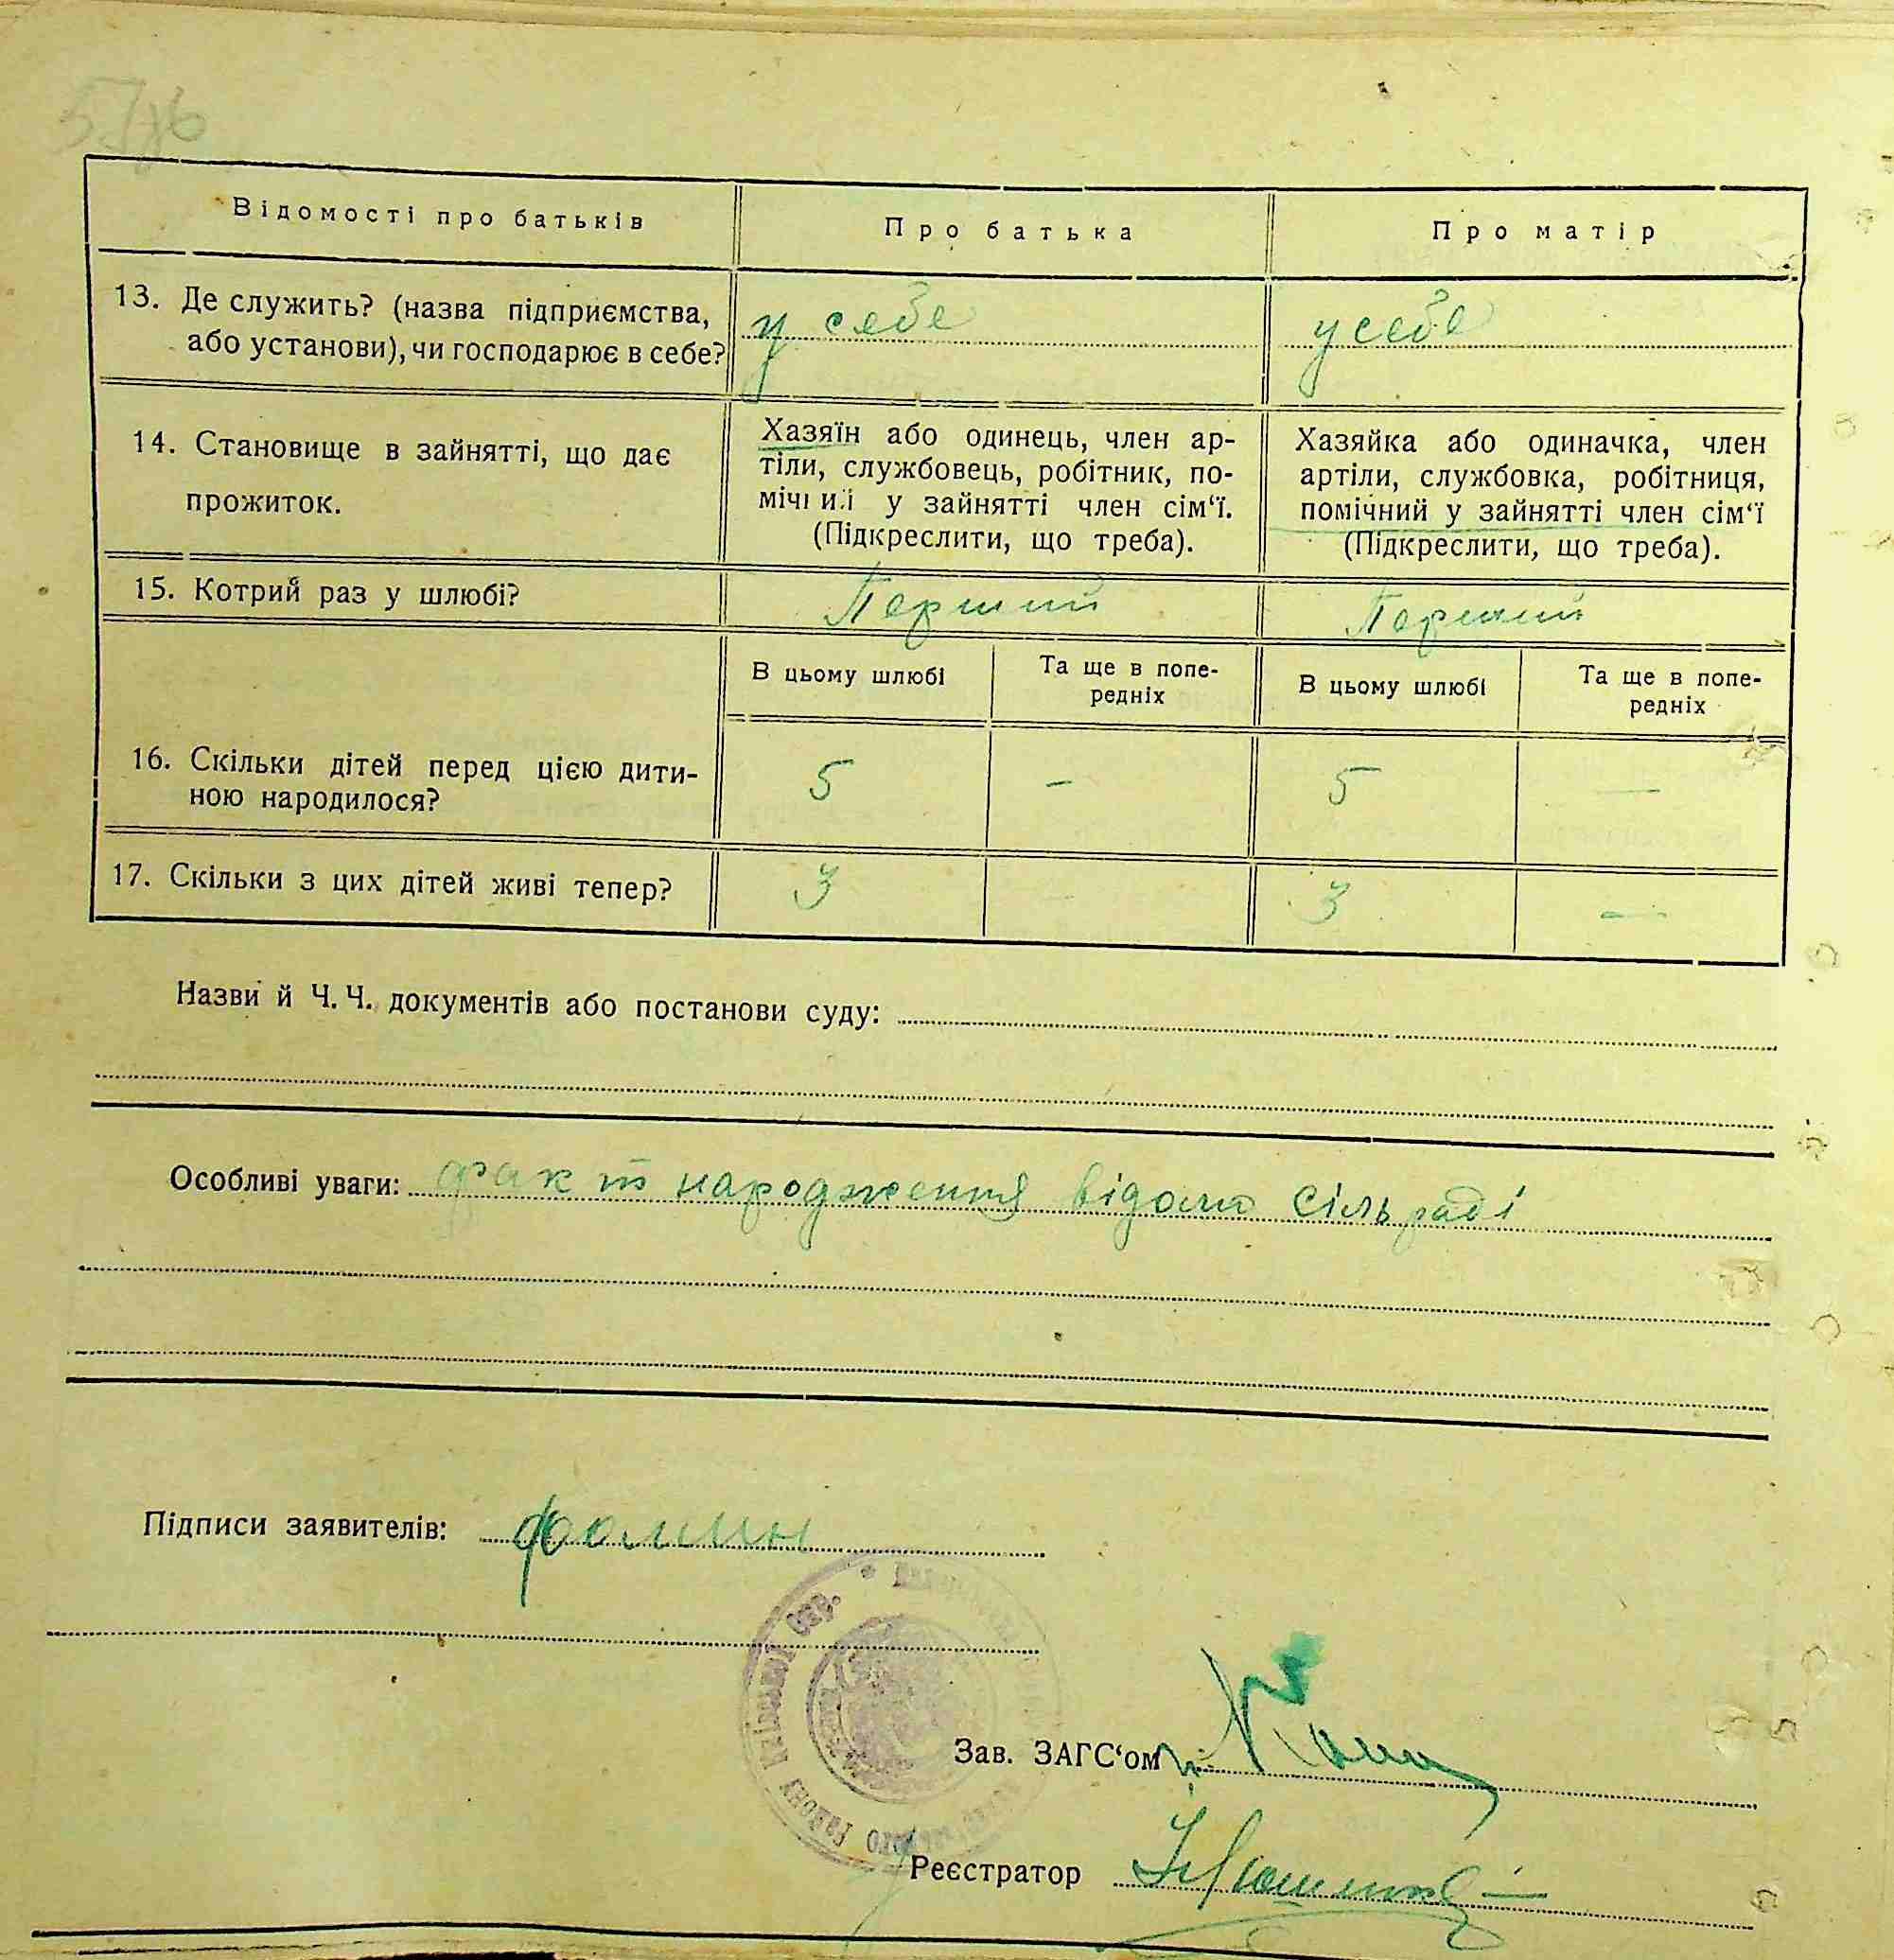 Відомості про батьків
Про батька
Про матір
13. Де служить? (назва підприємства,
або установи), чи господарює в себе?
у себе
у себе
14. Становище в зайнятті, що дає
прожиток.
Хазяїн або одинець, член ар-
тіли, службовець, робітник, по-
мічний у зайнятті член сім‘ї.
(Підкреслити, що треба).
Хазяйка або одиначка, член
артіли, службовка, робітниця,
помічний у зайнятті член сім‘ї
(Підкреслити, що треба).
15. Котрий раз у шлюбі?
Перший
Перший
В цьому шлюбі
Та ще в попе-
редніх
В цьому шлюбі
Та ще в попе-
редніх
16. Скільки дітей перед цією дити-
ною народилося?
5
-
5
—
17. Скільки з цих дітей живі тепер?
3
3
—
Назви й Ч. Ч. документів або постанови суду:
Особливі уваги: факт народження відомо сільраді
Підписи заявителів: Фомин
Зав. ЗАГС‘ом
Реєстратор
району